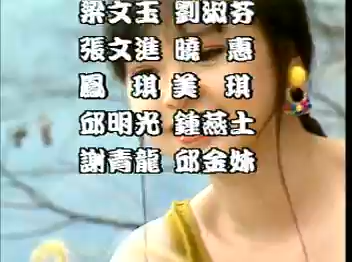 梁文玉 劉淑芬
張文進 曉　惠
鳳　琪 美　琪
邱明光 鍾燕士
謝青龍 邱金妹